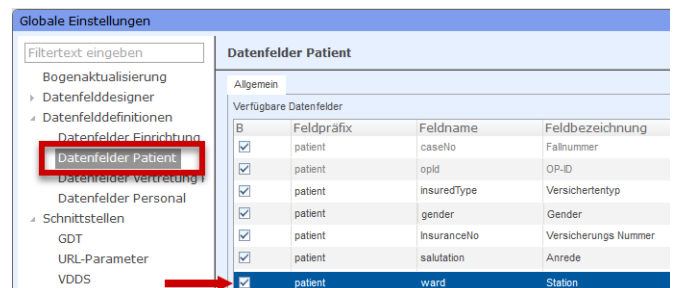 Globale Einstellungen
Filtertext eingeben
Bogenaktualisierung
Datenfelddesigner
Datenfelddefinitionen
Datenfelder Einrichtung
Datenfelder Patient
Datenfelder Vertretung
Datenfelder Personal
Schnittstellen
GDT
URL-Parameter
VDDS
Datenfelder Patient
Allgemein
Verfügbare Datenfelder
B Feldpräfix Feldname Feldbezeichnung
patient caseNo Fallnummer
patient opId OP-ID
patient insuredType Versichertentyp
patient gender Gender
patient InsuranceNo Versicherungs Nummer
patient salutation Anrede
patient ward Station